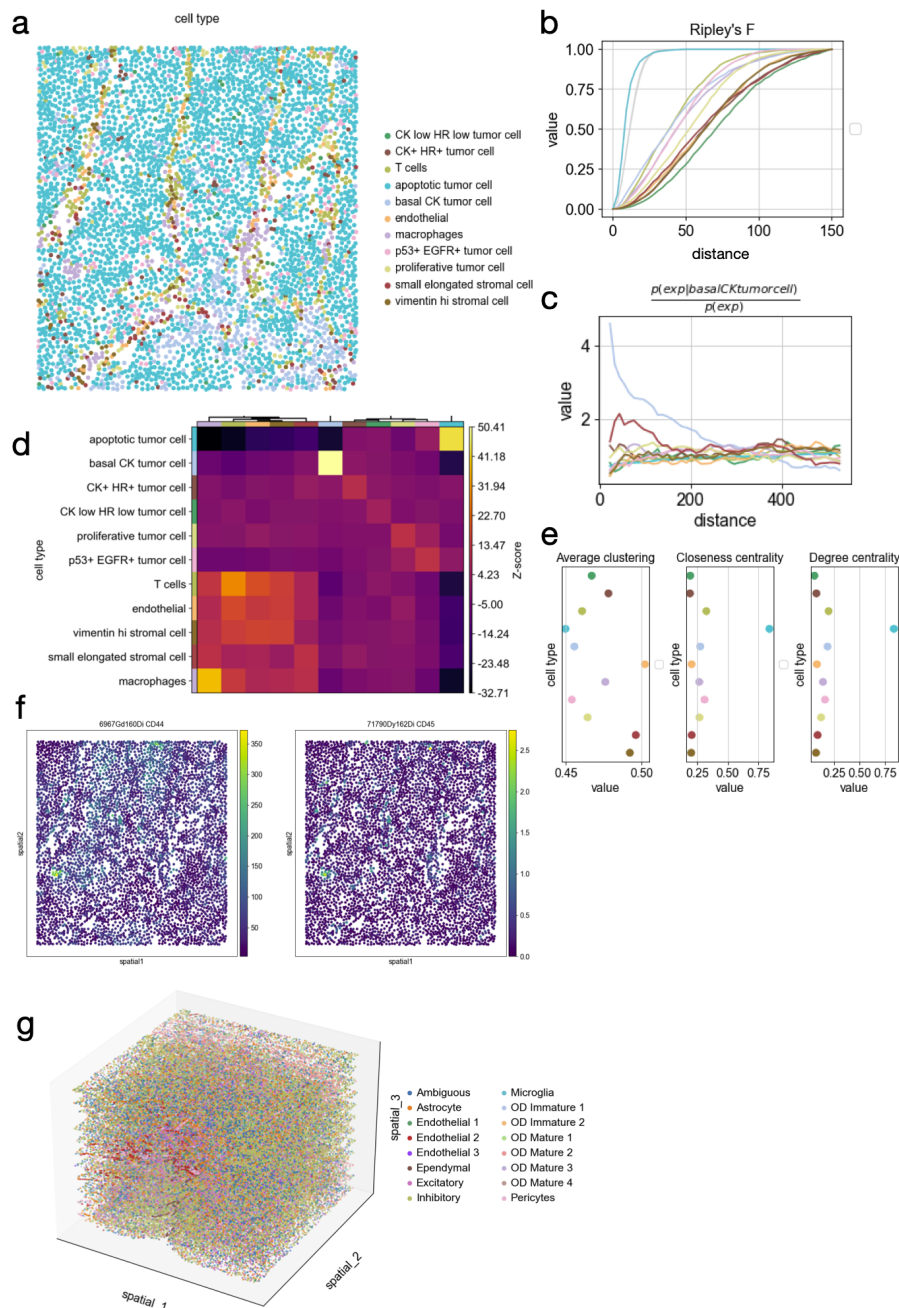 a
cell type
CK low HR low tumor cell
CK+ HR+ tumor cell
T cells
apoptotic tumor cell
basal CK tumor cell
endothelial
macrophages
p53+ EGFR+ tumor cell
proliferative tumor cell
small elongated stromal cell
vimentin hi stromal cell
b
Ripley's F
value
1.00
0.75
0.50
0.25
0.00
0
50
100
150
distance
c
p(exp|basalCKtumorcell)
p(exp)
value
4
2
0
200
400
distance
d
cell type
apoptotic tumor cell
basal CK tumor cell
CK+ HR+ tumor cell
CK low HR low tumor cell
proliferative tumor cell
p53+ EGFR+ tumor cell
T cells
endothelial
vimentin hi stromal cell
small elongated stromal cell
macrophages
50.41
41.18
31.94
22.70
13.47
4.23
-5.00
-14.24
-23.48
-32.71
Z-score
e
Average clustering
cell type
0.45
0.50
value
Closeness centrality
cell type
0.25
0.50
0.75
value
Degree centrality
cell type
0.25
0.50
0.75
value
f
6967Gd160Di CD44
spatial2
spatial1
350
300
250
200
150
100
50
71790Dy162Di CD45
spatial2
spatial1
2.5
2.0
1.5
1.0
0.5
0.0
g
spatial_1
spatial_2
spatial_3
Ambiguous
Astrocyte
Endothelial 1
Endothelial 2
Endothelial 3
Ependymal
Excitatory
Inhibitory
Microglia
OD Immature 1
OD Immature 2
OD Mature 1
OD Mature 2
OD Mature 3
OD Mature 4
Pericytes